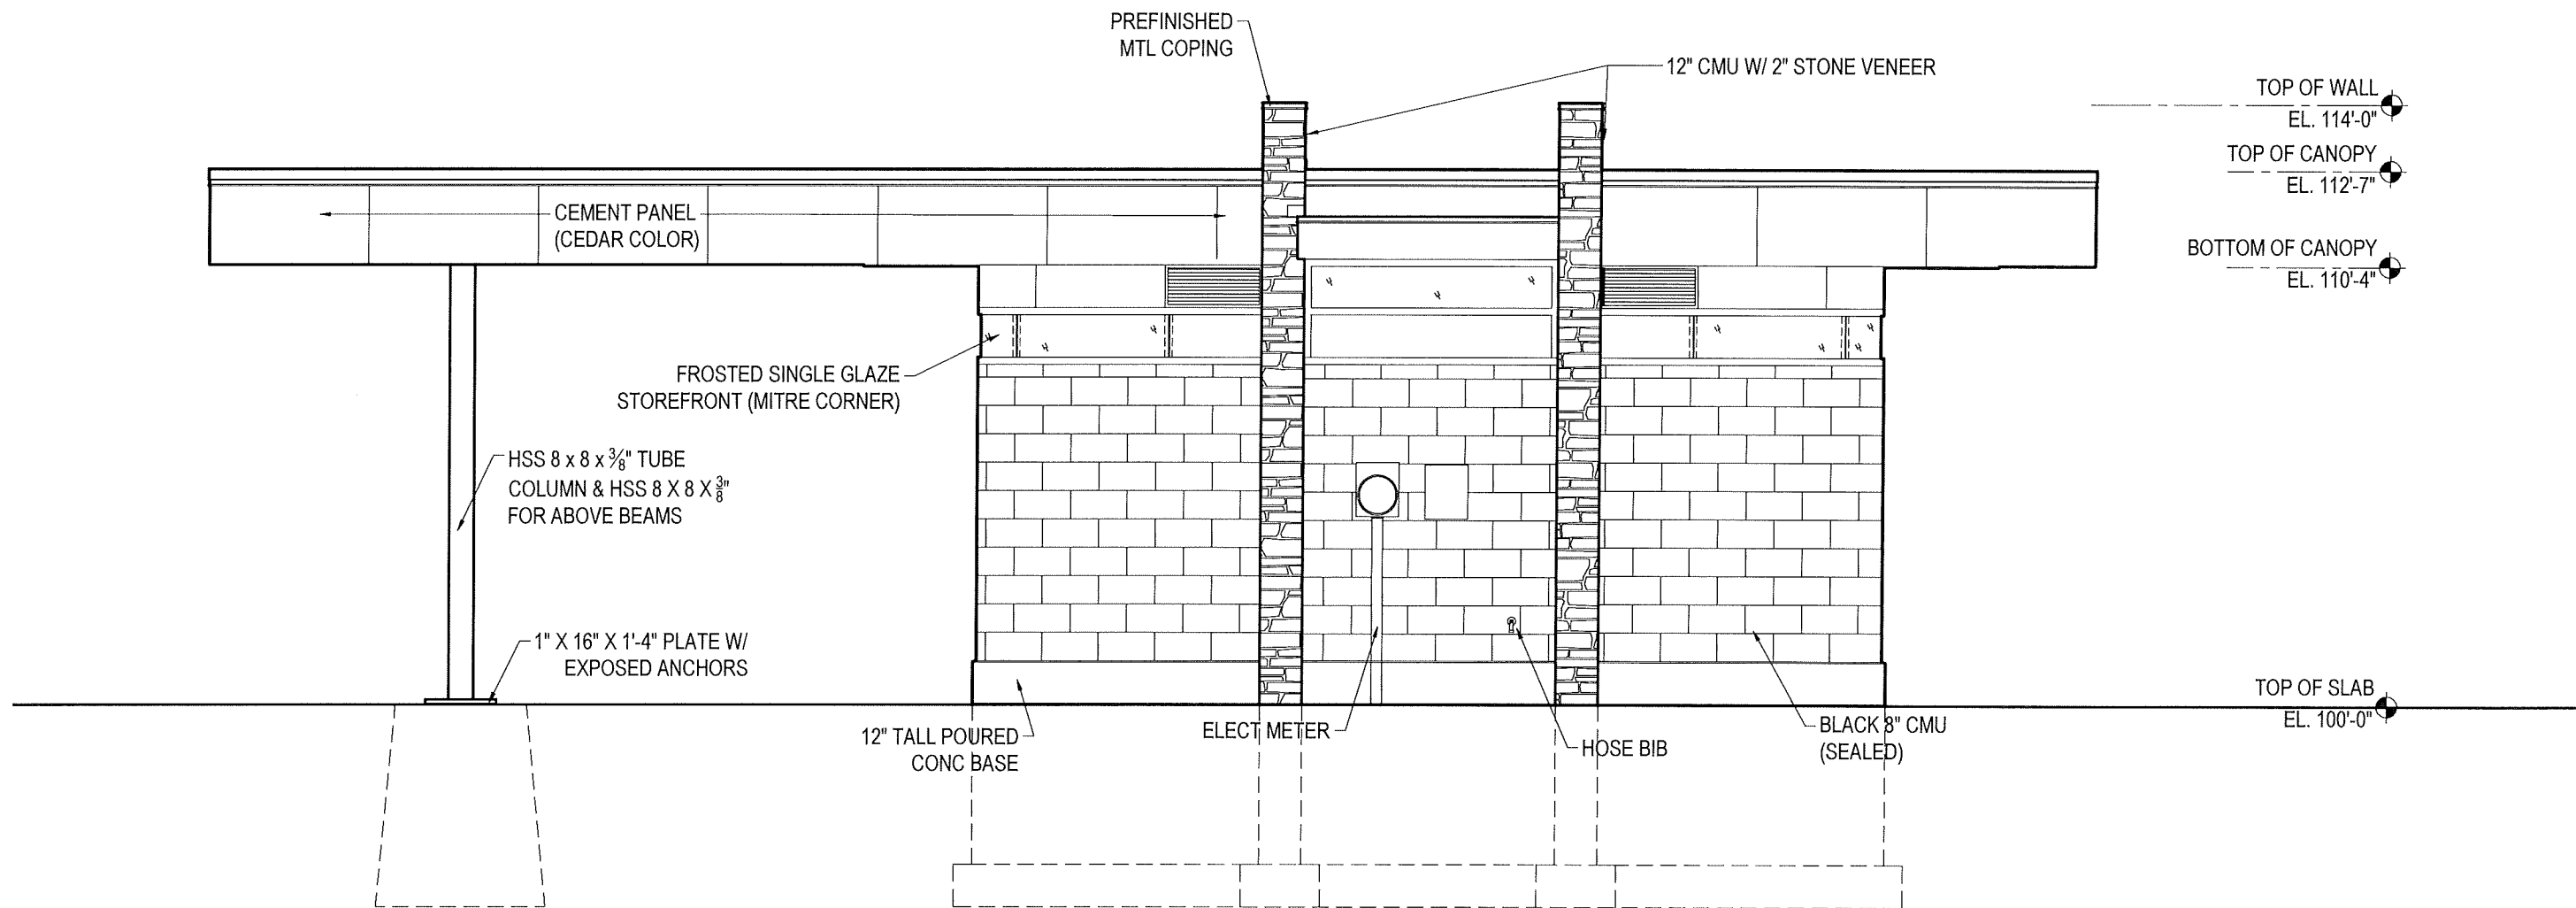 PREFINISHED
MTL COPING
12" CMU W/ 2" STONE VENEER
TOP OF WALL
EL. 114'-0"
TOP OF CANOPY
EL. 112'-7"
CEMENT PANEL
(CEDAR COLOR)
BOTTOM OF CANOPY
EL. 110'-4"
FROSTED SINGLE GLAZE
STOREFRONT (MITRE CORNER)
HSS 8 x 8 x 3/8" TUBE
COLUMN & HSS 8 X 8 X 3/8"
FOR ABOVE BEAMS
1" X 16" X 1'-4" PLATE W/
EXPOSED ANCHORS
TOP OF SLAB
EL. 100'-0"
12" TALL POURED
CONC BASE
ELECT METER
HOSE BIB
BLACK 8" CMU
(SEALED)